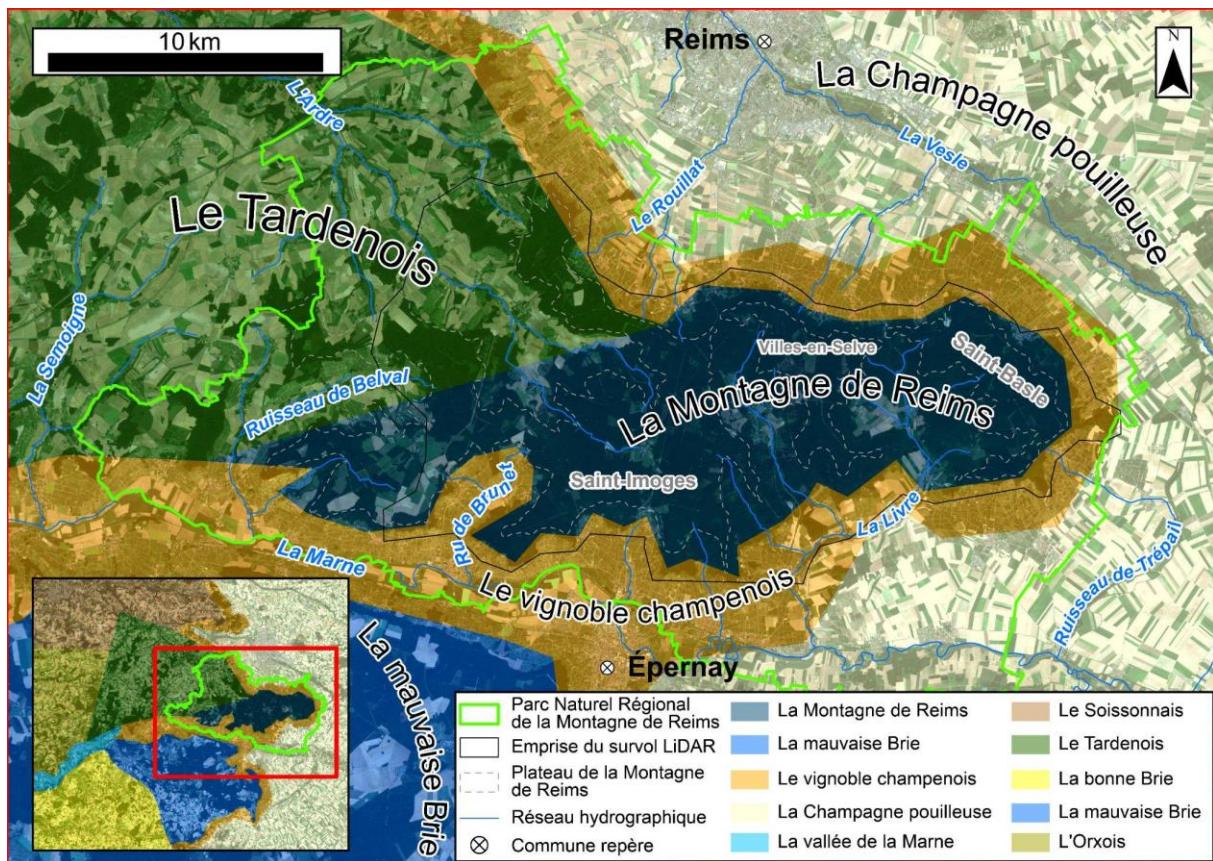 10 km
Reims
N
La Champagne pouilleuse
L'Ardre
La Vesle
Le Rouillat
Le Tardenois
La Semoigne
Ruisseau de Belval
Villes-en-Selve
Saint-Basle
La Montagne de Reims
Saint-Imoges
Ru de Brunet
La Livre
La Marne
Le vignoble champenois
Ruisseau de Trépail
La mauvaise Brie
Épernay
Parc Naturel Régional
de la Montagne de Reims
Emprise du survol LiDAR
Plateau de la Montagne
de Reims
Réseau hydrographique
Commune repère
La Montagne de Reims
La mauvaise Brie
Le vignoble champenois
La Champagne pouilleuse
La vallée de la Marne
Le Soissonnais
Le Tardenois
La bonne Brie
La mauvaise Brie
L'Orxois